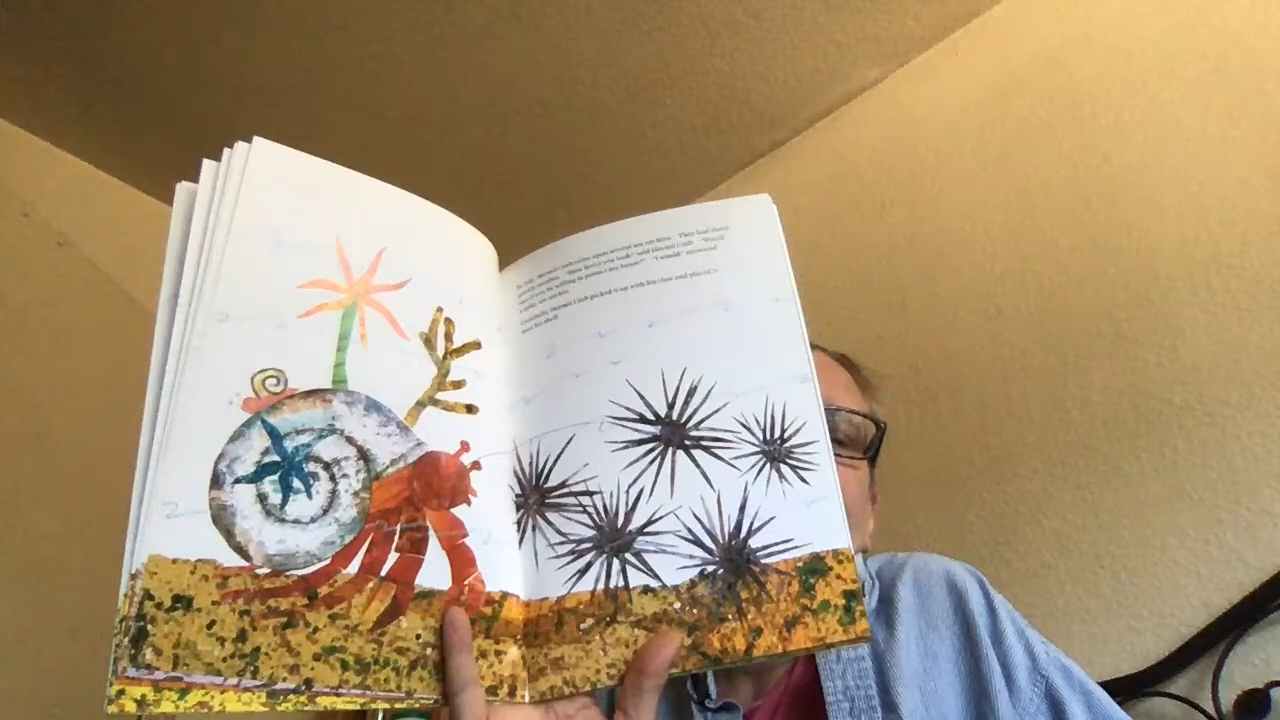 In July, Hermit Crab came upon several sea urchins. They had sharp
needles. "How fierce you look!" said Hermit Crab. "Would
one of you be willing to protect my house?" "I would," answered
a spiky sea urchin.
Gratefully, Hermit Crab picked it up with his claw and placed it
near his shell.